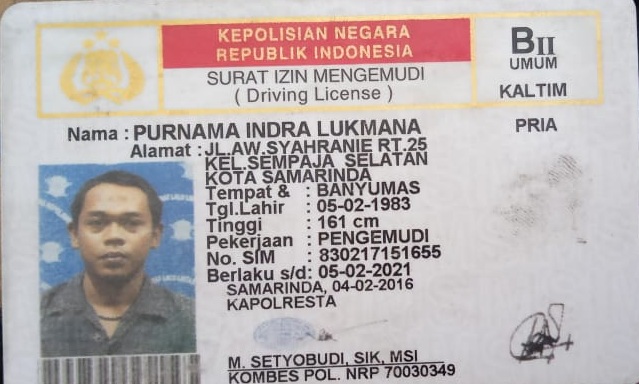 KEPOLISIAN NEGARA
REPUBLIK INDONESIA
SURAT IZIN MENGEMUDI
( Driving License )
BII
UMUM
KALTIM
Nama : PURNAMA INDRA LUKMANA
PRIA
Alamat : JL.AW.SYAHRANIE RT.25
KEL.SEMPAJA SELATAN
KOTA SAMARINDA
Tempat & : BANYUMAS
Tgl.Lahir : 05-02-1983
Tinggi : 161 cm
Pekerjaan : PENGEMUDI
No. SIM : 830217151655
Berlaku s/d: 05-02-2021
SAMARINDA, 04-02-2016
KAPOLRESTA
M. SETYOBUDI, SIK, MSI
KOMBES POL. NRP 70030349